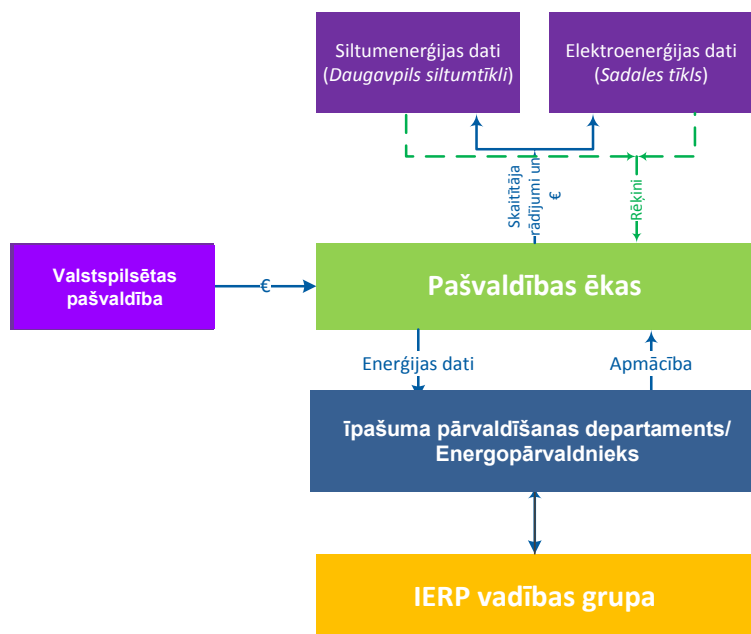 Siltumenerģijas dati
(Daugavpils siltumtīkli)
Elektroenerģijas dati
(Sadales tīkls)
Skaitītāja
rādījumi un
€
Rēķini
Valstspilsētas
pašvaldība
€
Pašvaldības ēkas
Enerģijas dati
Apmācība
īpašuma pārvaldīšanas departaments/
Energopārvaldnieks
IERP vadības grupa